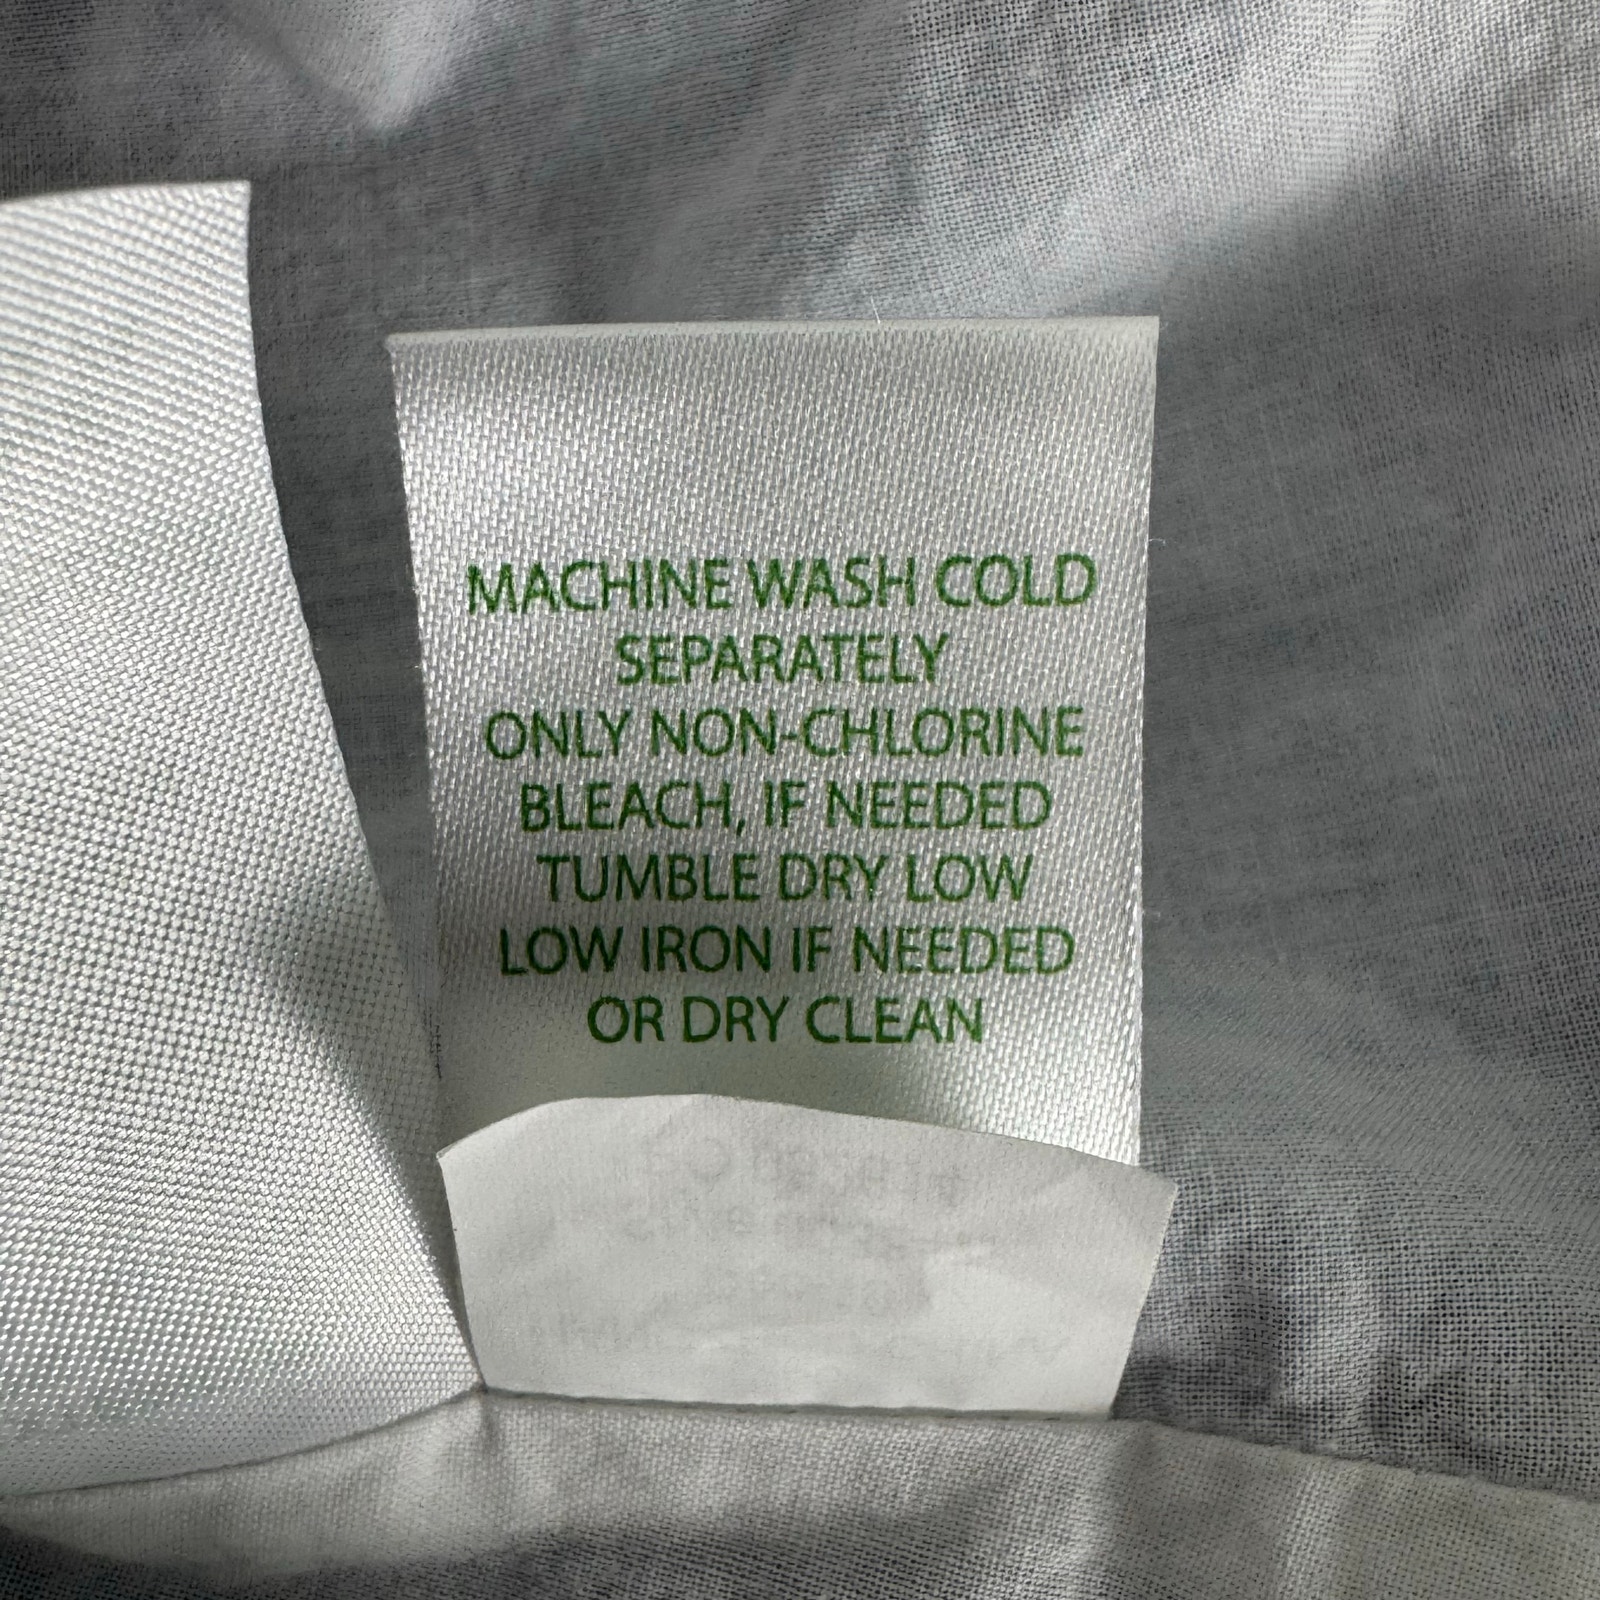 MACHINE WASH COLD
SEPARATELY
ONLY NON-CHLORINE
BLEACH, IF NEEDED
TUMBLE DRY LOW
LOW IRON IF NEEDED
OR DRY CLEAN